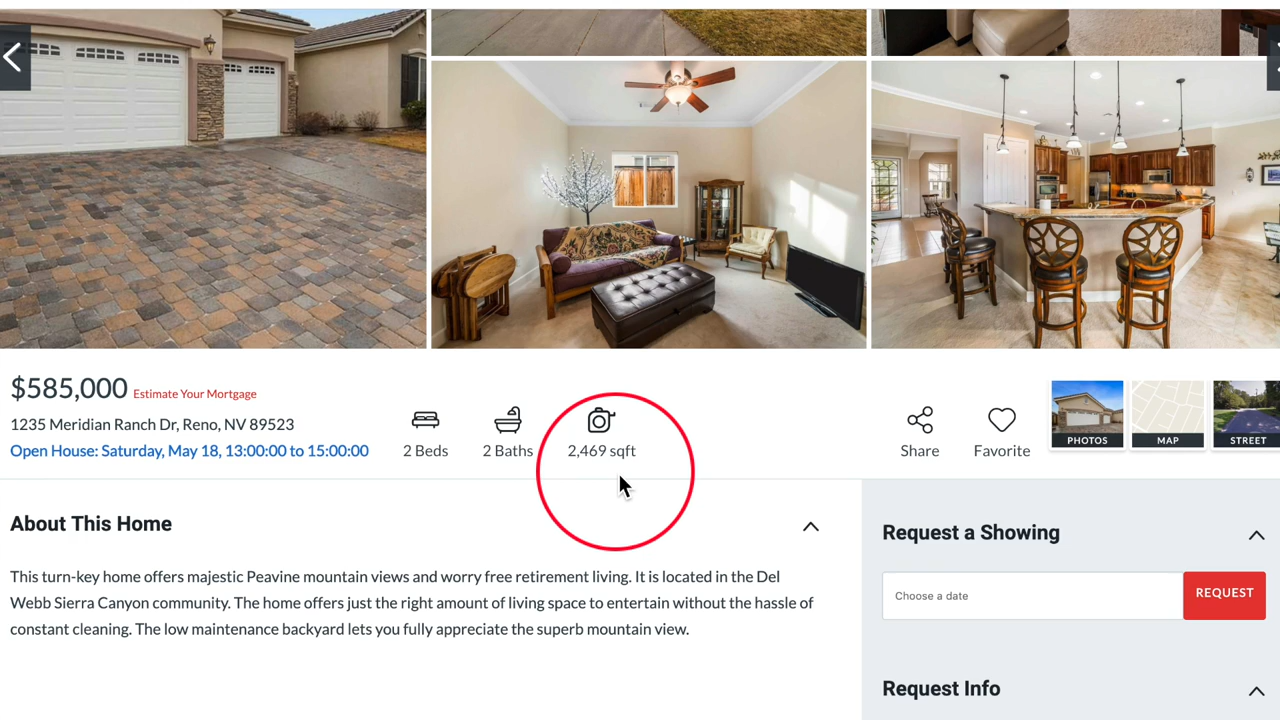 $585,000 Estimate Your Mortgage
1235 Meridian Ranch Dr, Reno, NV 89523
Open House: Saturday, May 18, 13:00:00 to 15:00:00
2 Beds
2 Baths
2,469 sqft
Share
Favorite
PHOTOS
MAP
STREET
About This Home
This turn-key home offers majestic Peavine mountain views and worry free retirement living. It is located in the Del
Webb Sierra Canyon community. The home offers just the right amount of living space to entertain without the hassle of
constant cleaning. The low maintenance backyard lets you fully appreciate the superb mountain view.
Request a Showing
Choose a date
REQUEST
Request Info